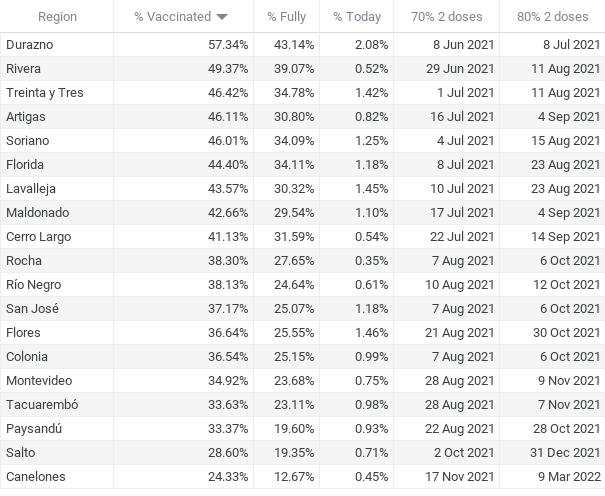 Region % Vaccinated % Fully % Today 70% 2 doses 80% 2 doses
Durazno 57.34% 43.14% 2.08% 8 Jun 2021 8 Jul 2021
Rivera 49.37% 39.07% 0.52% 29 Jun 2021 11 Aug 2021
Treinta y Tres 46.42% 34.78% 1.42% 1 Jul 2021 11 Aug 2021
Artigas 46.11% 30.80% 0.82% 16 Jul 2021 4 Sep 2021
Soriano 46.01% 34.09% 1.25% 4 Jul 2021 15 Aug 2021
Florida 44.40% 34.11% 1.18% 8 Jul 2021 23 Aug 2021
Lavalleja 43.57% 30.32% 1.45% 10 Jul 2021 23 Aug 2021
Maldonado 42.66% 29.54% 1.10% 17 Jul 2021 4 Sep 2021
Cerro Largo 41.13% 31.59% 0.54% 22 Jul 2021 14 Sep 2021
Rocha 38.30% 27.65% 0.35% 7 Aug 2021 6 Oct 2021
Río Negro 38.13% 24.64% 0.61% 10 Aug 2021 12 Oct 2021
San José 37.17% 25.07% 1.18% 7 Aug 2021 6 Oct 2021
Flores 36.64% 25.55% 1.46% 21 Aug 2021 30 Oct 2021
Colonia 36.54% 25.15% 0.99% 7 Aug 2021 6 Oct 2021
Montevideo 34.92% 23.68% 0.75% 28 Aug 2021 9 Nov 2021
Tacuarembó 33.63% 23.11% 0.98% 28 Aug 2021 7 Nov 2021
Paysandú 33.37% 19.60% 0.93% 22 Aug 2021 28 Oct 2021
Salto 28.60% 19.35% 0.71% 2 Oct 2021 31 Dec 2021
Canelones 24.33% 12.67% 0.45% 17 Nov 2021 9 Mar 2022